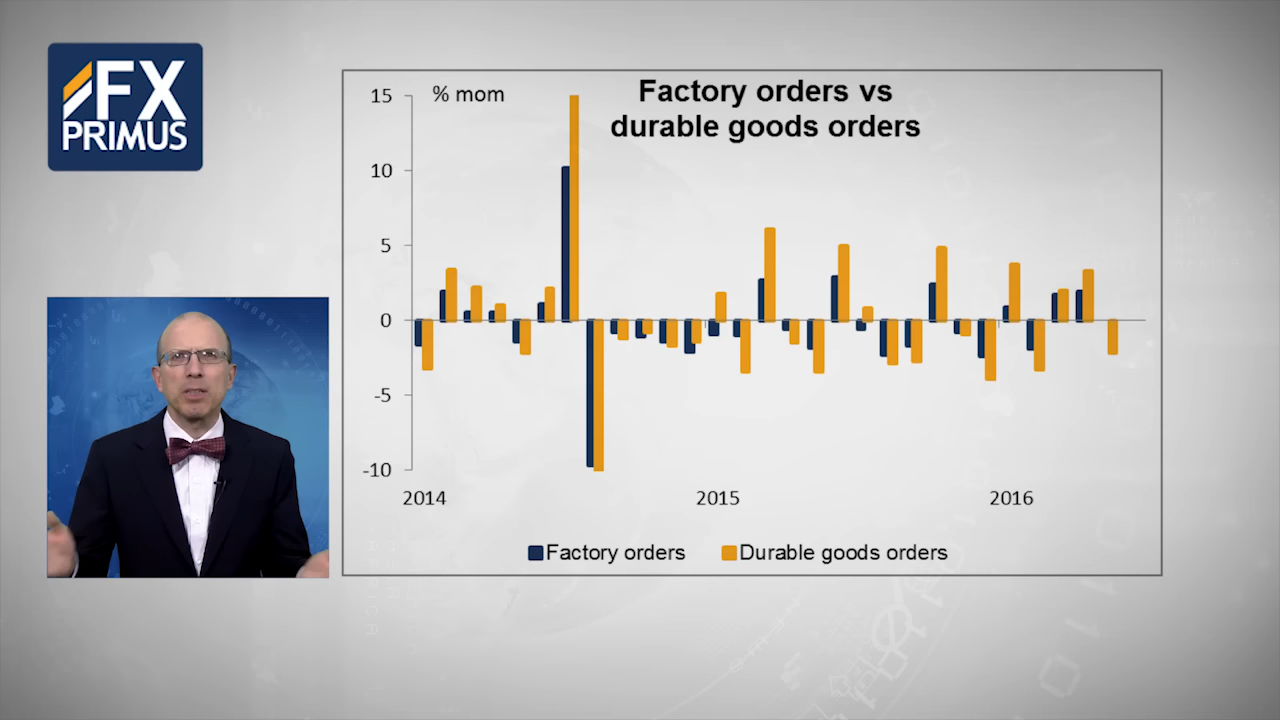 FX
PRIMUS
Factory orders vs
durable goods orders
% mom
15
10
5
0
-5
-10
2014
2015
2016
Factory orders
Durable goods orders